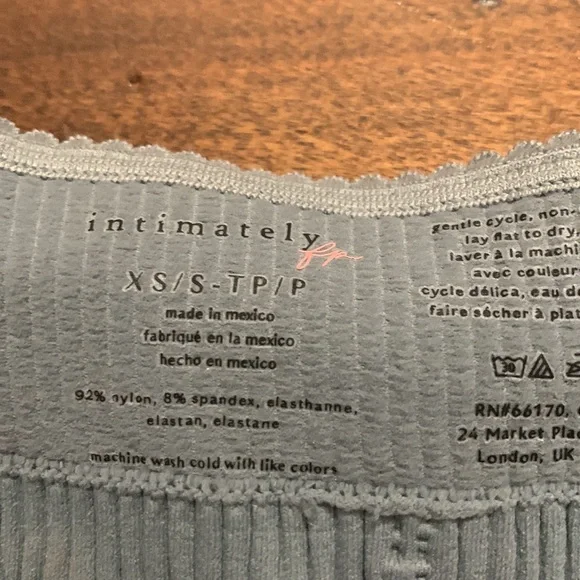 intimately
fp
XS/S-TP/P
made in mexico
fabriqué en la mexico
hecho en mexico
92% nylon, 8% spandex, elasthanne,
elastan, elastane
machine wash cold with like colors
gentle cycle, non-
lay flat to dry,
laver à la machi
avec couleur
cycle délica, eau de
faire sécher à plat
30
RN#66170,
24 Market Plac
London, UK